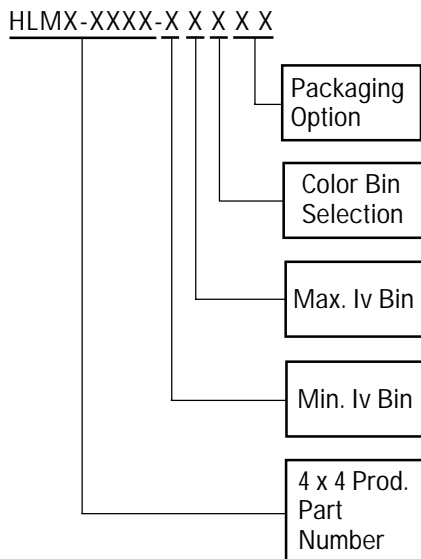 HLMX-XXXX-X X X X X
Packaging
Option
Color Bin
Selection
Max. Iv Bin
Min. Iv Bin
4 x 4 Prod.
Part
Number